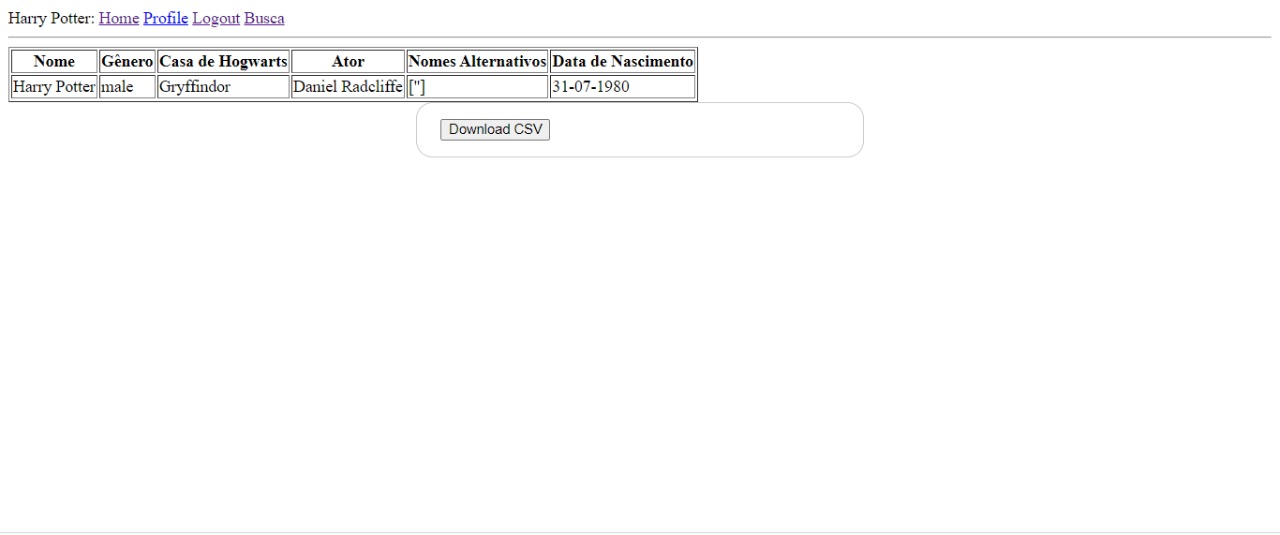 Harry Potter: Home Profile Logout Busca
Nome Gênero Casa de Hogwarts Ator Nomes Alternativos Data de Nascimento
Harry Potter male Gryffindor Daniel Radcliffe [''] 31-07-1980
Download CSV